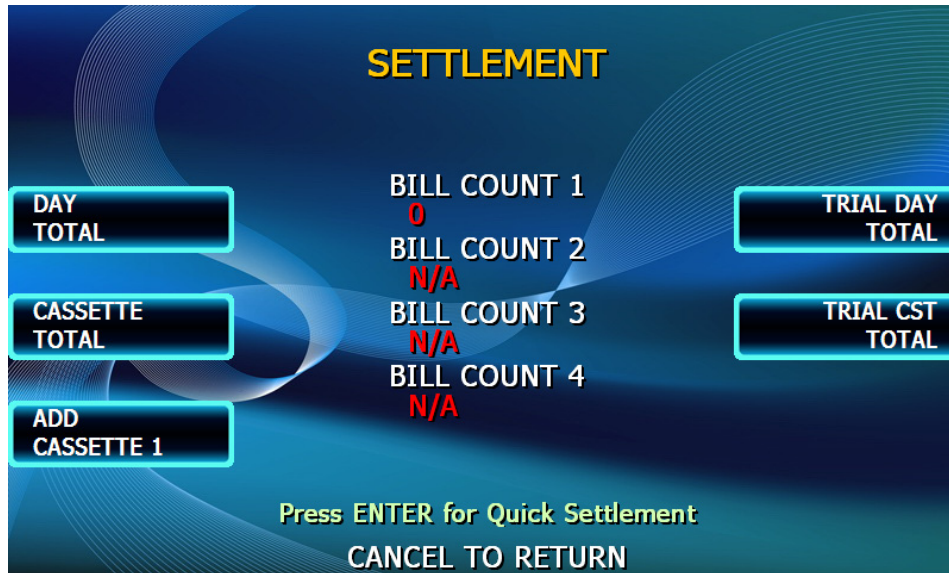 SETTLEMENT
DAY
TOTAL
CASSETTE
TOTAL
ADD
CASSETTE 1
BILL COUNT 1
0
BILL COUNT 2
N/A
BILL COUNT 3
N/A
BILL COUNT 4
N/A
TRIAL DAY
TOTAL
TRIAL CST
TOTAL
Press ENTER for Quick Settlement
CANCEL TO RETURN